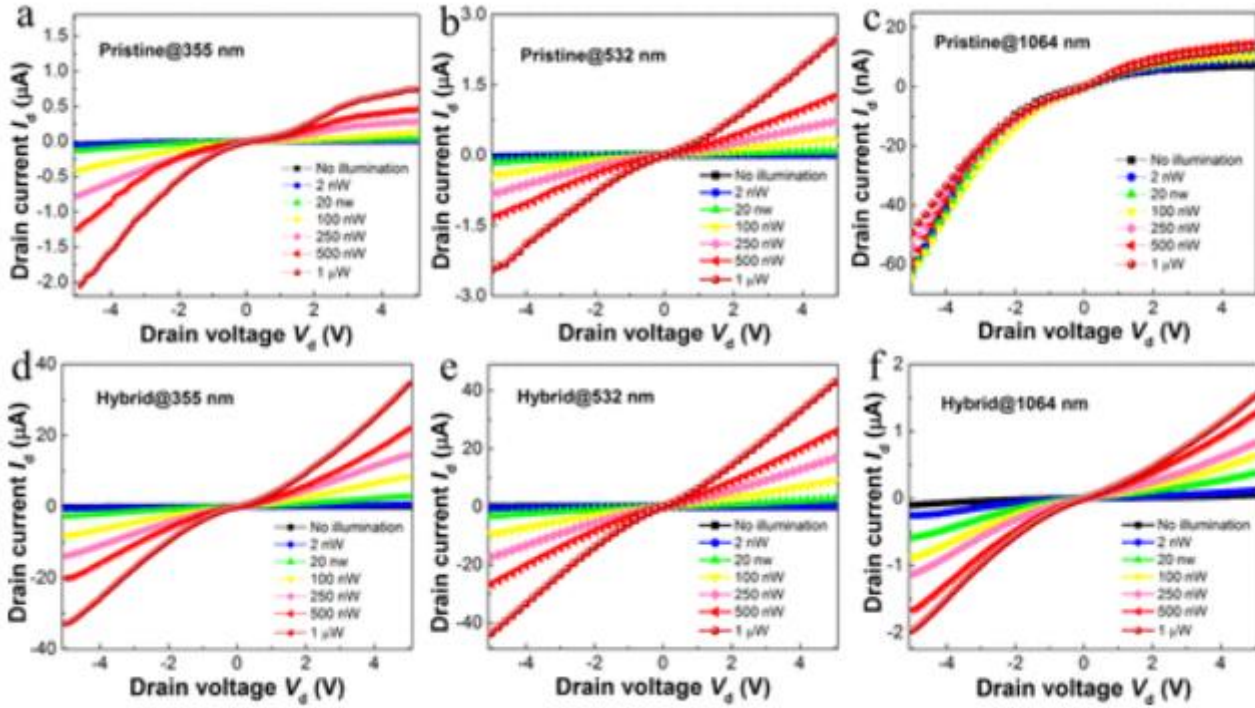 a
Pristine@355 nm
1.5
1.0
0.5
0.0
-0.5
-1.0
-1.5
-2.0
-4 -2 0 2 4
Drain current Id (μA)
Drain voltage Vd (V)
No illumination
2 nW
20 nw
100 nW
250 nW
500 nW
1 μW
b
Pristine@532 nm
3.0
1.5
0.0
-1.5
-3.0
-4 -2 0 2 4
Drain current Id (μA)
Drain voltage Vd (V)
No illumination
2 nW
20 nw
100 nW
250 nW
500 nW
1 μW
c
Pristine@1064 nm
20
0
-20
-40
-60
-4 -2 0 2 4
Drain current Id (nA)
Drain voltage Vd (V)
No illumination
2 nW
20 nW
100 nW
250 nW
500 nW
1 μW
d
Hybrid@355 nm
40
20
0
-20
-40
-4 -2 0 2 4
Drain current Id (μA)
Drain voltage Vd (V)
No illumination
2 nW
20 nw
100 nW
250 nW
500 nW
1 μW
e
Hybrid@532 nm
40
20
0
-20
-40
-4 -2 0 2 4
Drain current Id (μA)
Drain voltage Vd (V)
No illumination
2 nW
20 nw
100 nW
250 nW
500 nW
1 μW
f
Hybrid@1064 nm
2
1
0
-1
-2
-4 -2 0 2 4
Drain current Id (μA)
Drain voltage Vd (V)
No illumination
2 nW
20 nw
100 nW
250 nW
500 nW
1 μW